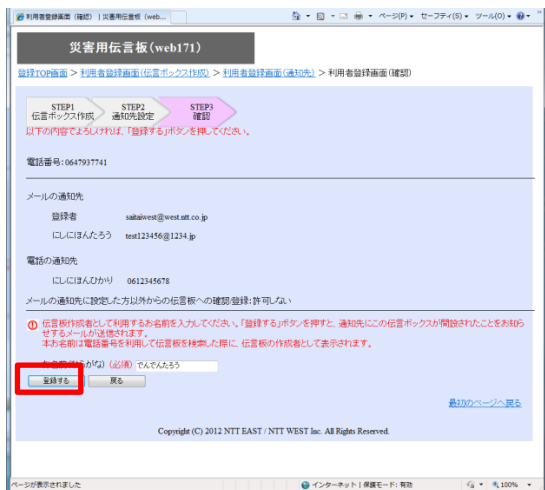 利用者登録画面（確認）｜災害用伝言板（web...
ページ(P)
セーフティ(S)
ツール(O)
災害用伝言板(web171)
登録TOP画面 > 利用者登録画面(伝言ボックス作成) > 利用者登録画面(通知先) > 利用者登録画面(確認)
STEP1 STEP2 STEP3
伝言ボックス作成 通知先設定 確認
以下の内容でよろしければ、「登録する」ボタンを押してください。
電話番号:0647937741
メールの通知先
登録者 saitaiwest@west.ntt.co.jp
にしにほんたろう test123456@1234.jp
電話の通知先
にしにほんひかり 0612345678
メールの通知先に設定した方以外からの伝言板への確認/登録:許可しない
伝言板作成者として利用するお名前を入力してください。「登録する」ボタンを押すと、通知先にこの伝言ボックスが開設されたことをお知ら
せするメールが送信されます。
本お名前は電話番号を利用して伝言板を検索した際に、伝言板の作成者として表示されます。
(必須) でんでんたろう
登録する 戻る
最初のページへ戻る
Copyright (C) 2012 NTT EAST / NTT WEST Inc. All Rights Reserved.
ページが表示されました インターネット | 保護モード: 有効 100%